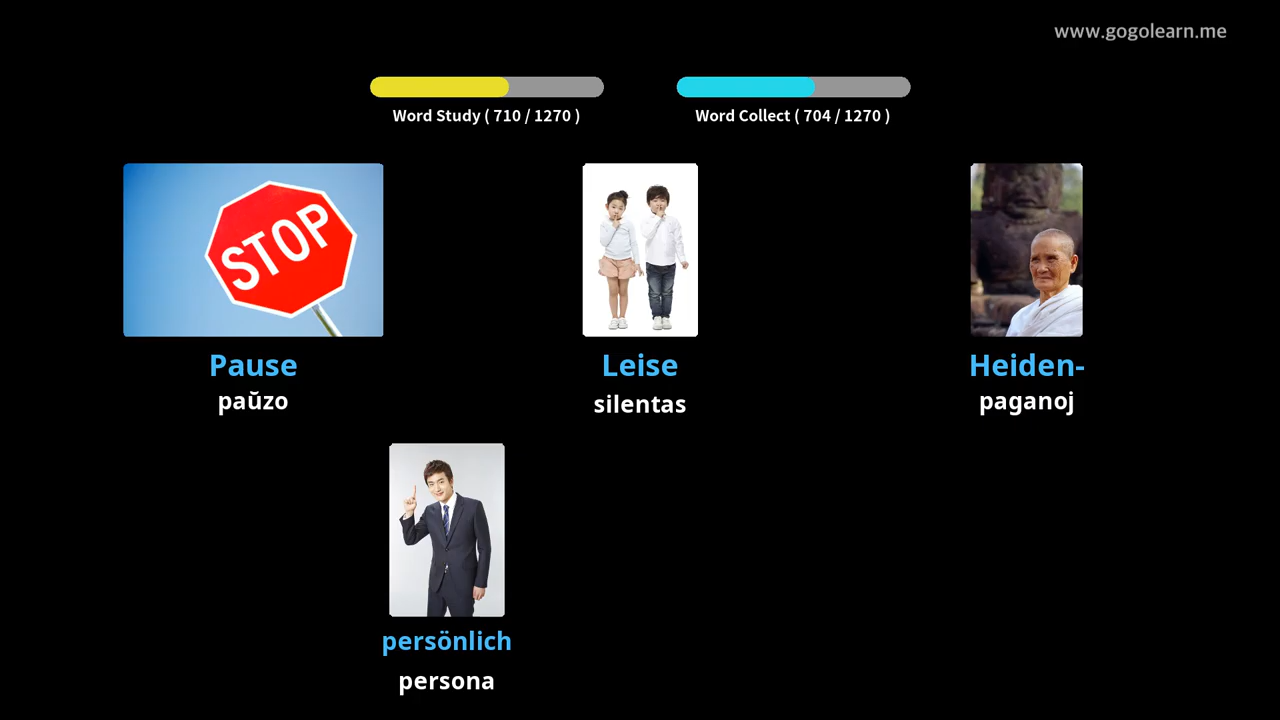 www.gogolearn.me
Word Study ( 710 / 1270 )
Word Collect ( 704 / 1270 )
STOP
Pause
paŭzo
Leise
silentas
Heiden-
paganoj
persönlich
persona